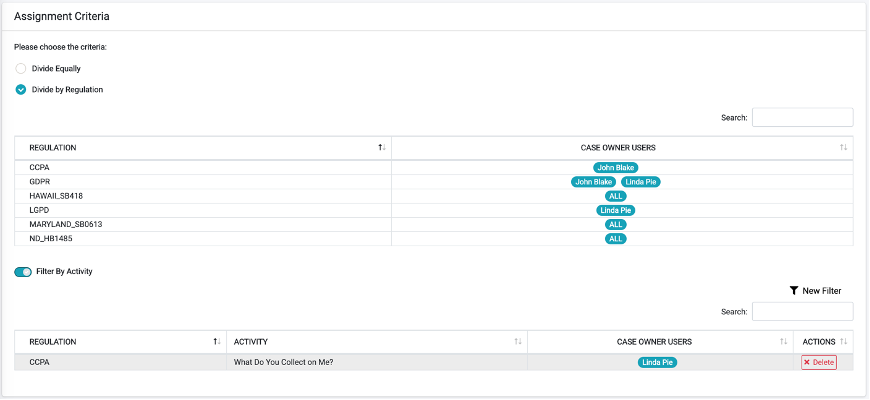 Assignment Criteria
Please choose the criteria:
Divide Equally
Divide by Regulation
Search:
REGULATION CASE OWNER USERS
CCPA John Blake
GDPR John Blake Linda Pie
HAWAII_SB418 ALL
LGPD Linda Pie
MARYLAND_SB0613 ALL
ND_HB1485 ALL
Filter By Activity
New Filter
Search:
REGULATION ACTIVITY CASE OWNER USERS ACTIONS
CCPA What Do You Collect on Me? Linda Pie Delete